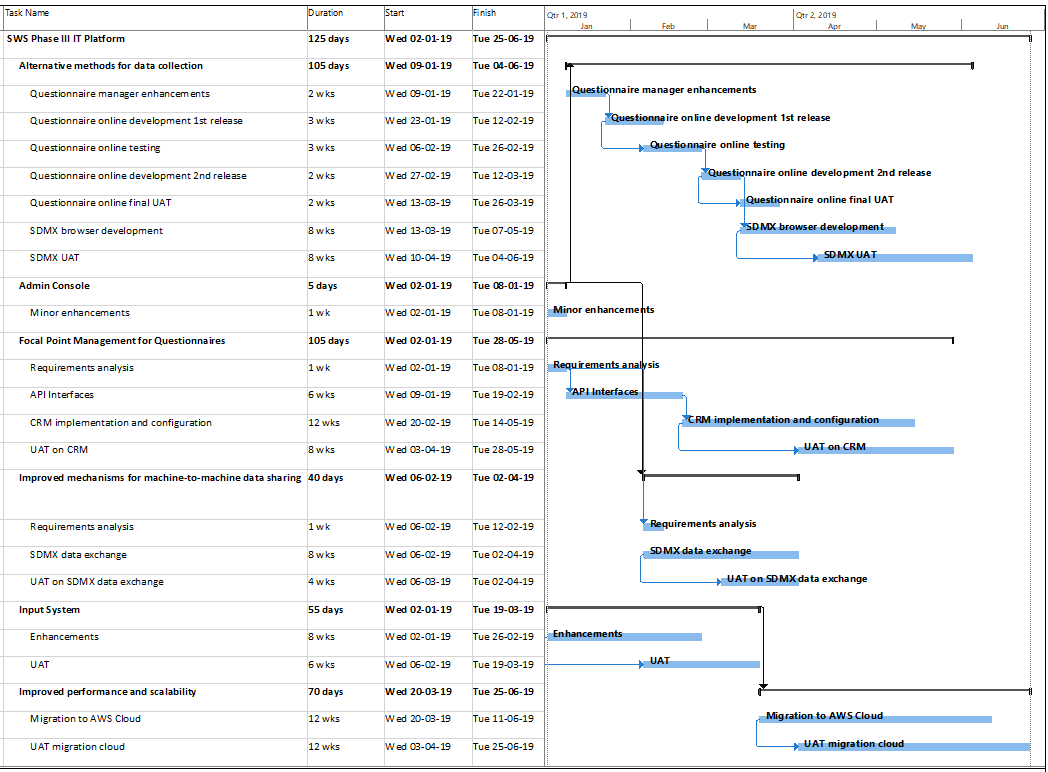 Task Name Duration Start Finish Qtr 1, 2019 Qtr 2, 2019
Jan Feb Mar Apr May Jun
SWS Phase III IT Platform 125 days Wed 02-01-19 Tue 25-06-19
Alternative methods for data collection 105 days Wed 09-01-19 Tue 04-06-19
Questionnaire manager enhancements 2 wks Wed 09-01-19 Tue 22-01-19 Questionnaire manager enhancements
Questionnaire online development 1st release 3 wks Wed 23-01-19 Tue 12-02-19 Questionnaire online development 1st release
Questionnaire online testing 3 wks Wed 06-02-19 Tue 26-02-19 Questionnaire online testing
Questionnaire online development 2nd release 2 wks Wed 27-02-19 Tue 12-03-19 Questionnaire online development 2nd release
Questionnaire online final UAT 2 wks Wed 13-03-19 Tue 26-03-19 Questionnaire online final UAT
SDMX browser development 8 wks Wed 13-03-19 Tue 07-05-19 SDMX browser development
SDMX UAT 8 wks Wed 10-04-19 Tue 04-06-19 SDMX UAT
Admin Console 5 days Wed 02-01-19 Tue 08-01-19
Minor enhancements 1 wk Wed 02-01-19 Tue 08-01-19 Minor enhancements
Focal Point Management for Questionnaires 105 days Wed 02-01-19 Tue 28-05-19
Requirements analysis 1 wk Wed 02-01-19 Tue 08-01-19 Requirements analysis
API Interfaces 6 wks Wed 09-01-19 Tue 19-02-19 API Interfaces
CRM implementation and configuration 12 wks Wed 20-02-19 Tue 14-05-19 CRM implementation and configuration
UAT on CRM 8 wks Wed 03-04-19 Tue 28-05-19 UAT on CRM
Improved mechanisms for machine-to-machine data sharing 40 days Wed 06-02-19 Tue 02-04-19
Requirements analysis 1 wk Wed 06-02-19 Tue 12-02-19 Requirements analysis
SDMX data exchange 8 wks Wed 06-02-19 Tue 02-04-19 SDMX data exchange
UAT on SDMX data exchange 4 wks Wed 06-03-19 Tue 02-04-19 UAT on SDMX data exchange
Input System 55 days Wed 02-01-19 Tue 19-03-19
Enhancements 8 wks Wed 02-01-19 Tue 26-02-19 Enhancements
UAT 6 wks Wed 06-02-19 Tue 19-03-19 UAT
Improved performance and scalability 70 days Wed 20-03-19 Tue 25-06-19
Migration to AWS Cloud 12 wks Wed 20-03-19 Tue 11-06-19 Migration to AWS Cloud
UAT migration cloud 12 wks Wed 03-04-19 Tue 25-06-19 UAT migration cloud